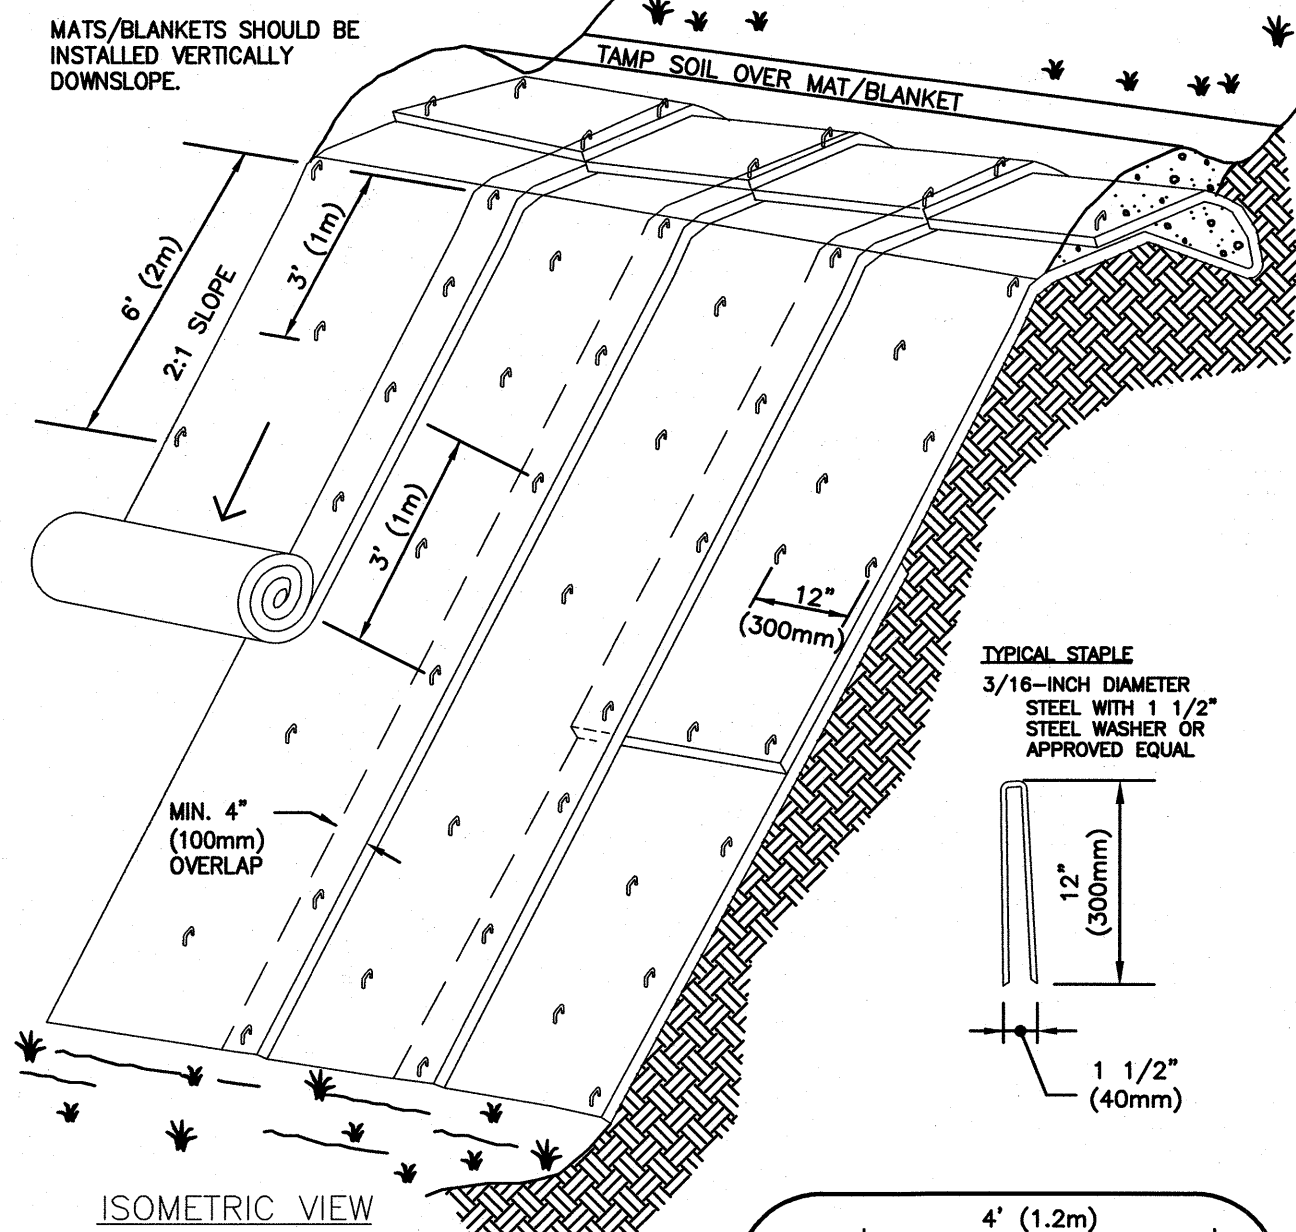 MATS/BLANKETS SHOULD BE
INSTALLED VERTICALLY
DOWNSLOPE.
TAMP SOIL OVER MAT/BLANKET
6' (2m)
3' (1m)
2:1 SLOPE
3' (1m)
12"
(300mm)
MIN. 4"
(100mm)
OVERLAP
TYPICAL STAPLE
3/16-INCH DIAMETER
STEEL WITH 1 1/2"
STEEL WASHER OR
APPROVED EQUAL
12"
(300mm)
1 1/2"
(40mm)
ISOMETRIC VIEW
4' (1.2m)